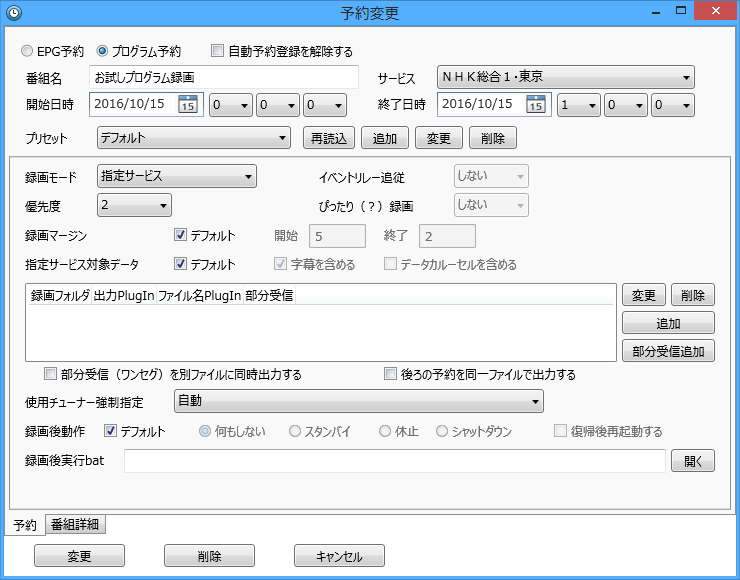 予約変更
EPG予約 プログラム予約 自動予約登録を解除する
番組名 お試しプログラム録画 サービス ＮＨＫ総合１・東京
開始日時 2016/10/15 15 0 0 0 終了日時 2016/10/15 15 1 0 0
プリセット デフォルト 再読込 追加 変更 削除
録画モード 指定サービス イベントリレー追従 しない
優先度 2 ぴったり（？）録画 しない
録画マージン デフォルト 開始 5 終了 2
指定サービス対象データ デフォルト 字幕を含める データカルーセルを含める
録画フォルダ 出力PlugIn ファイル名PlugIn 部分受信 変更 削除
追加
部分受信追加
部分受信（ワンセグ）を別ファイルに同時出力する 後ろの予約を同一ファイルで出力する
使用チューナー強制指定 自動
録画後動作 デフォルト 何もしない スタンバイ 休止 シャットダウン 復帰後再起動する
録画後実行bat 開く
予約 番組詳細
変更 削除 キャンセル